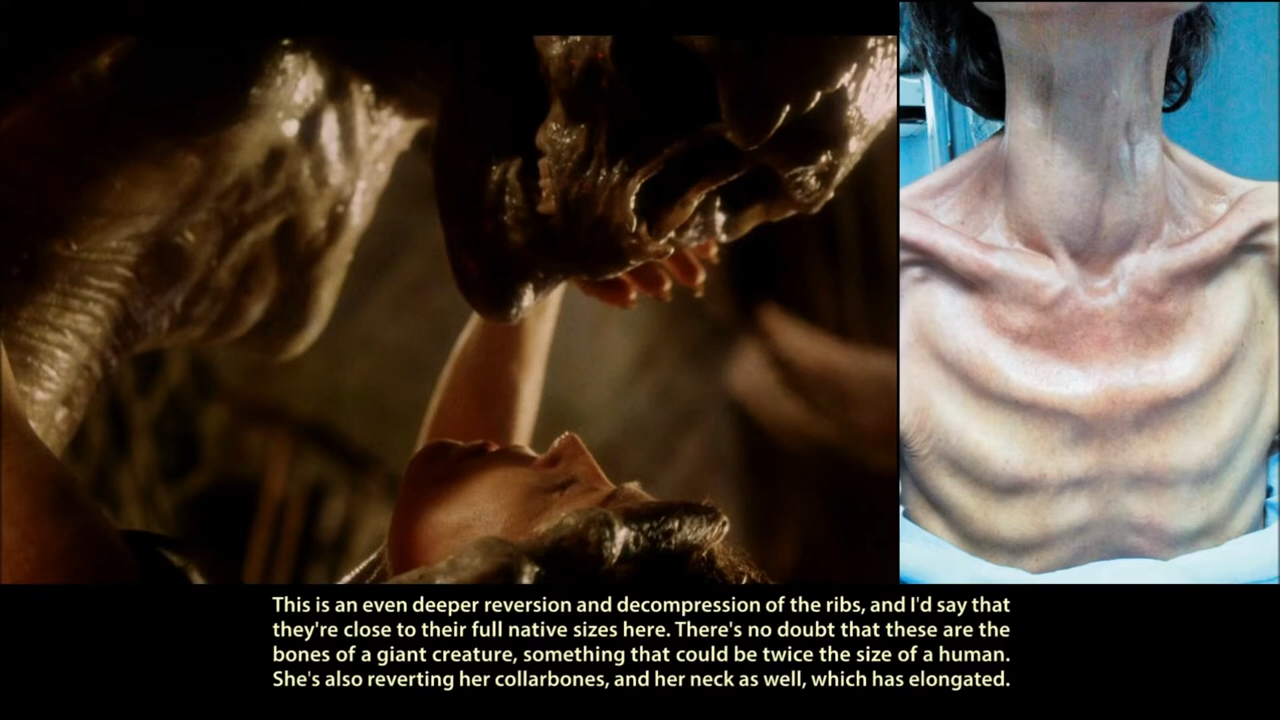 This is an even deeper reversion and decompression of the ribs, and I'd say that
they're close to their full native sizes here. There's no doubt that these are the
bones of a giant creature, something that could be twice the size of a human.
She's also reverting her collarbones, and her neck as well, which has elongated.